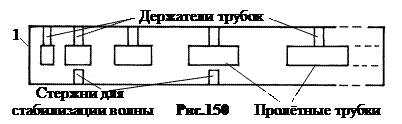 Держатели трубок
1
Стержни для
стабилизации волны Рис.150 Пролётные трубки